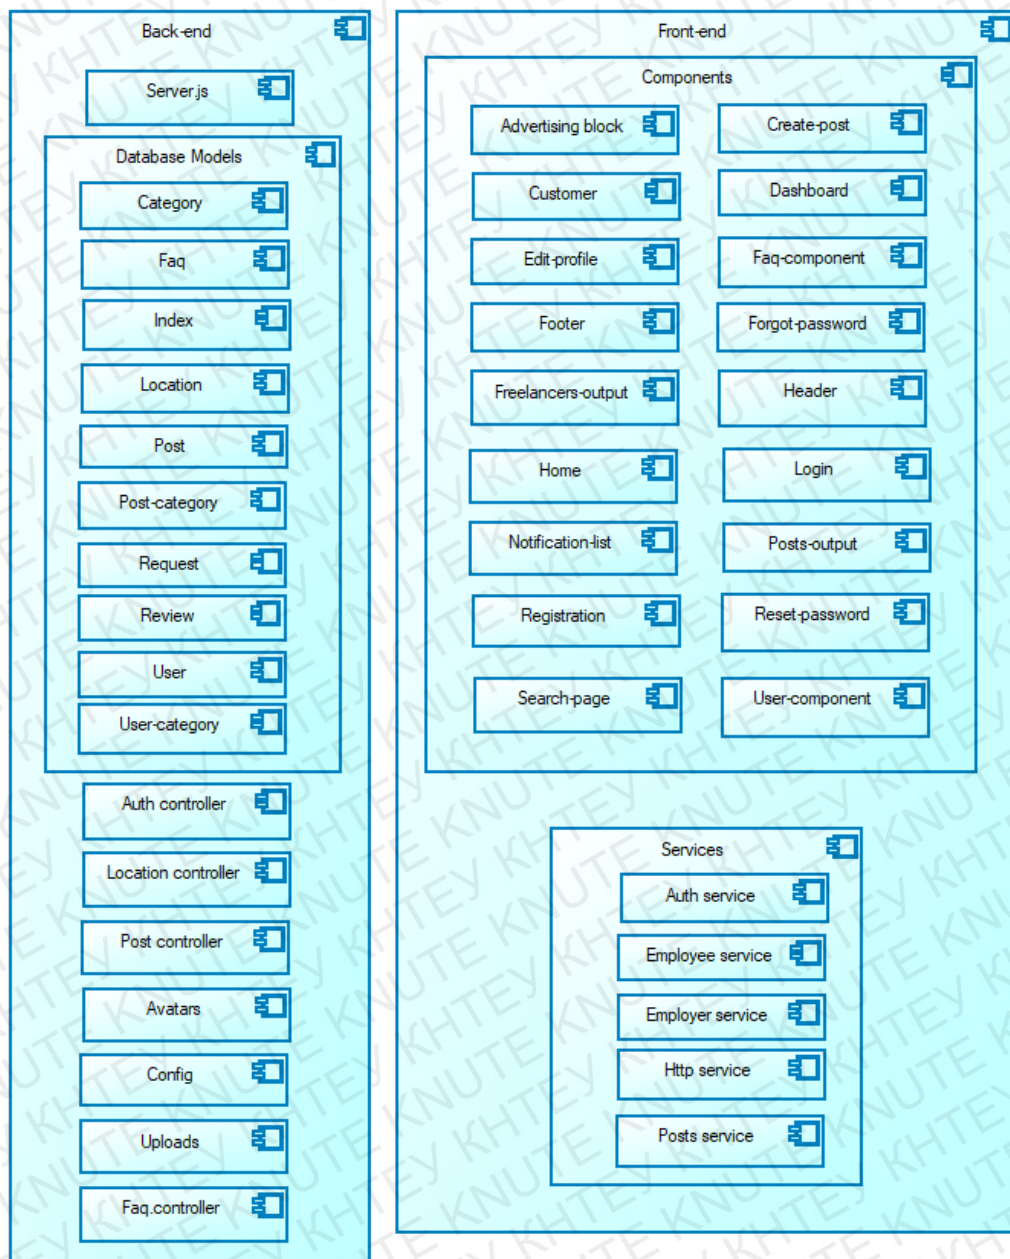 Back-end
Server.js
Database Models
Category
Faq
Index
Location
Post
Post-category
Request
Review
User
User-category
Auth controller
Location controller
Post controller
Avatars
Config
Uploads
Faq.controller
Front-end
Components
Advertising block
Create-post
Customer
Dashboard
Edit-profile
Faq-component
Footer
Forgot-password
Freelancers-output
Header
Home
Login
Notification-list
Posts-output
Registration
Reset-password
Search-page
User-component
Services
Auth service
Employee service
Employer service
Http service
Posts service
КНТЕУ KNUTE